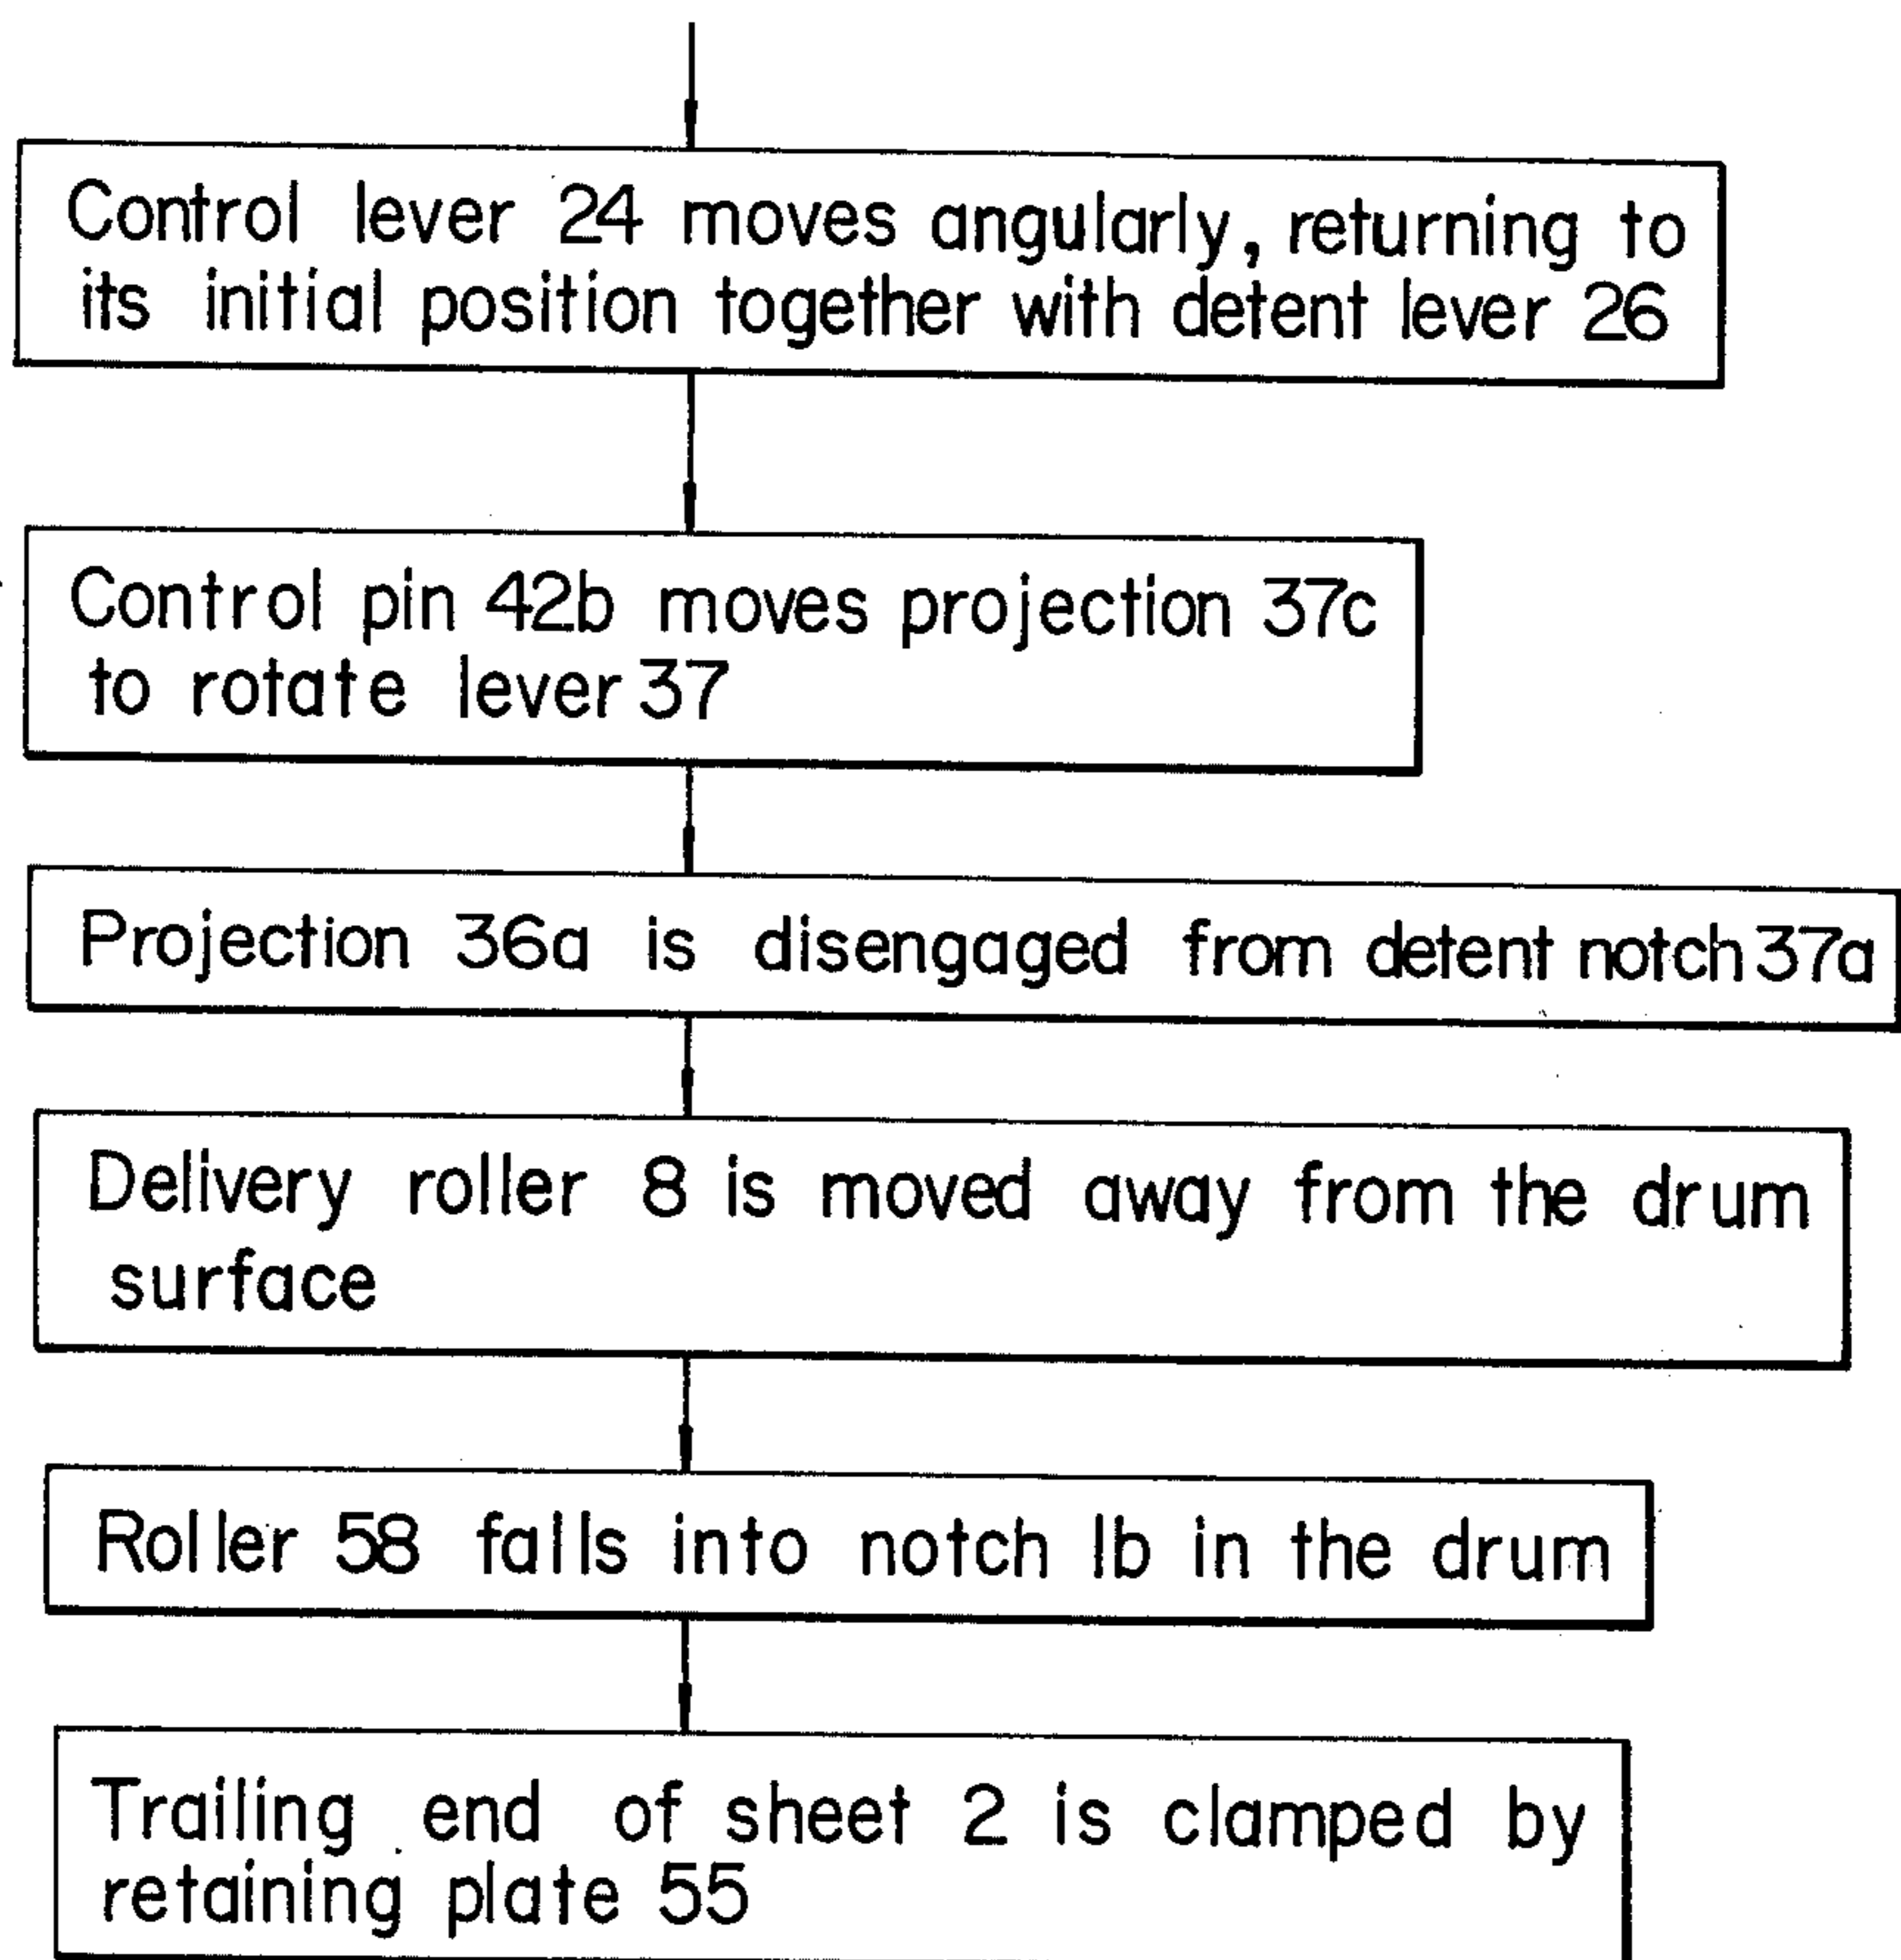 Control lever 24 moves angularly, returning to
its initial position together with detent lever 26
Control pin 42b moves projection 37c
to rotate lever 37
Projection 36a is disengaged from detent notch 37a
Delivery roller 8 is moved away from the drum
surface
Roller 58 falls into notch 1b in the drum
Trailing end of sheet 2 is clamped by
retaining plate 55